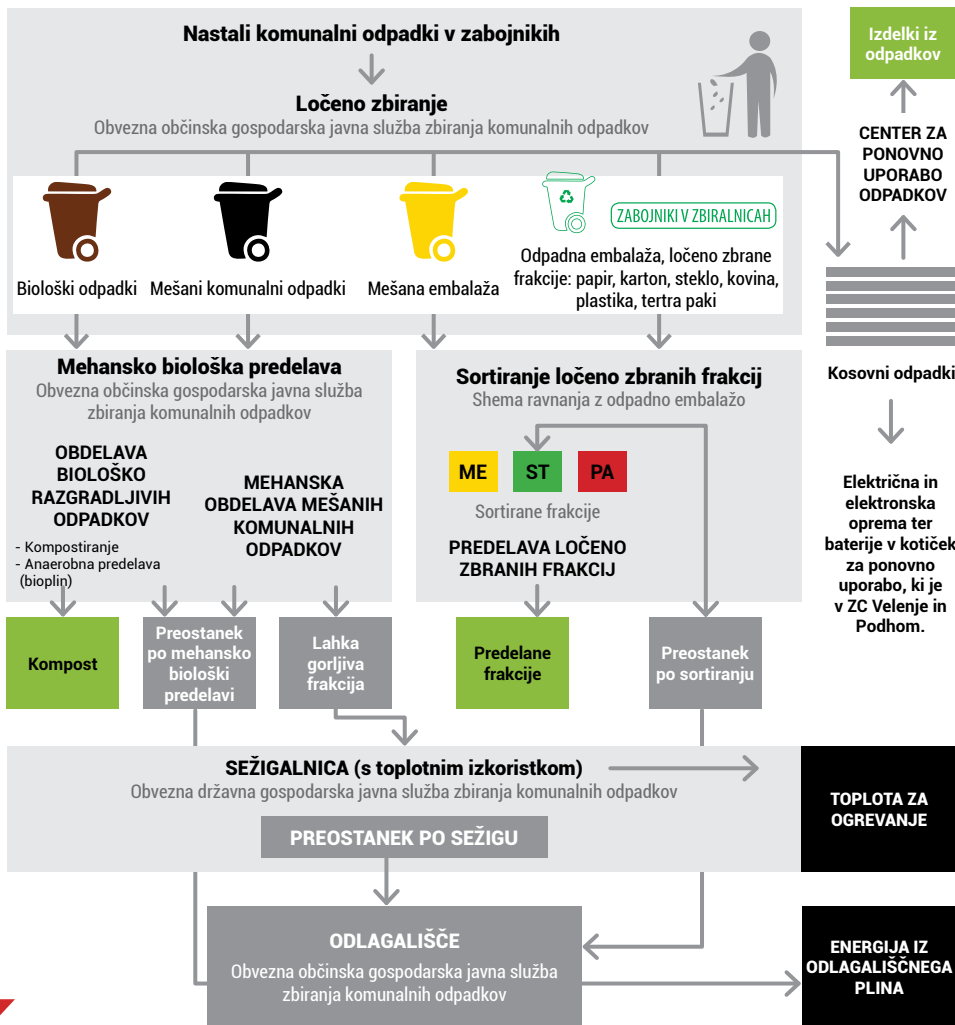 Nastali komunalni odpadki v zabojnikih
Ločeno zbiranje
Obvezna občinska gospodarska javna služba zbiranja komunalnih odpadkov
Biološki odpadki
Mešani komunalni odpadki
Mešana embalaža
ZABOJNIKI V ZBIRALNICAH
Odpadna embalaža, ločeno zbrane
frakcije: papir, karton, steklo, kovina,
plastika, tertra paki
Izdelki iz
odpadkov
CENTER ZA
PONOVNO
UPORABO
ODPADKOV
Kosovni odpadki
Električna in
elektronska
oprema ter
baterije v kotiček
za ponovno
uporabo, ki je
v ZC Velenje in
Podhom.
Mehansko biološka predelava
Obvezna občinska gospodarska javna služba
zbiranja komunalnih odpadkov
OBDELAVA
BIOLOŠKO
RAZGRADLJIVIH
ODPADKOV
- Kompostiranje
- Anaerobna predelava
(bioplin)
MEHANSKA
OBDELAVA MEŠANIH
KOMUNALNIH
ODPADKOV
Sortiranje ločeno zbranih frakcij
Shema ravnanja z odpadno embalažo
ME
ST
PA
Sortirane frakcije
PREDELAVA LOČENO
ZBRANIH FRAKCIJ
Kompost
Preostanek
po mehansko
biološki
predelavi
Lahka
gorljiva
frakcija
Predelane
frakcije
Preostanek
po sortiranju
SEŽIGALNICA (s toplotnim izkoristkom)
Obvezna državna gospodarska javna služba zbiranja komunalnih odpadkov
PREOSTANEK PO SEŽIGU
TOPLOTA ZA
OGREVANJE
ODLAGALIŠČE
Obvezna občinska gospodarska javna služba
zbiranja komunalnih odpadkov
ENERGIJA IZ
ODLAGALIŠČNEGA
PLINA